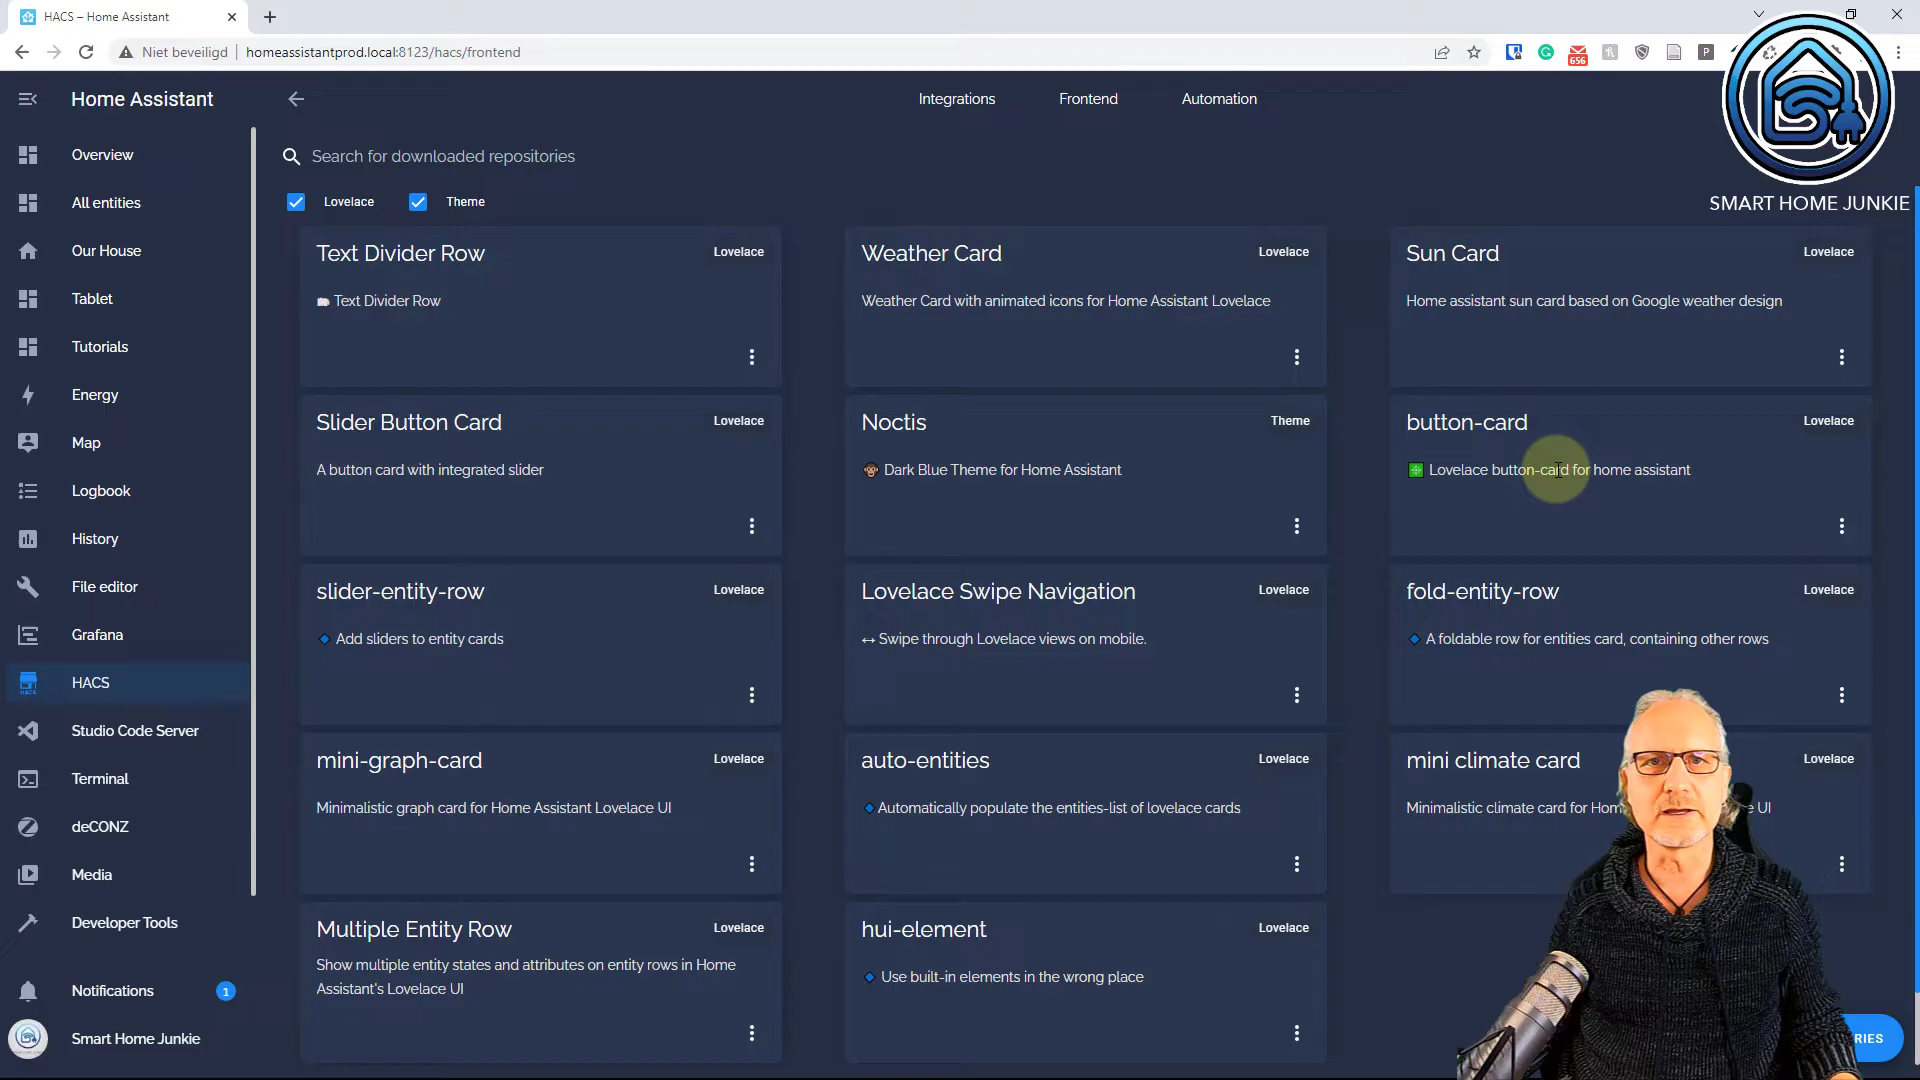 HACS – Home Assistant
Niet beveiligd
homeassistantprod.local:8123/hacs/frontend
656
P
Home Assistant
Integrations
Frontend
Automation
SMART HOME JUNKIE
Search for downloaded repositories
Lovelace
Theme
Overview
All entities
Our House
Tablet
Tutorials
Energy
Map
Logbook
History
File editor
Grafana
HACS
HACS
Studio Code Server
Terminal
deCONZ
Media
Developer Tools
Notifications
1
Smart Home Junkie
Text Divider Row
Lovelace
Text Divider Row
Weather Card
Lovelace
Weather Card with animated icons for Home Assistant Lovelace
Sun Card
Lovelace
Home assistant sun card based on Google weather design
Slider Button Card
Lovelace
A button card with integrated slider
Noctis
Theme
Dark Blue Theme for Home Assistant
button-card
Lovelace
Lovelace button-card for home assistant
slider-entity-row
Lovelace
Add sliders to entity cards
Lovelace Swipe Navigation
Lovelace
Swipe through Lovelace views on mobile.
fold-entity-row
Lovelace
A foldable row for entities card, containing other rows
mini-graph-card
Lovelace
Minimalistic graph card for Home Assistant Lovelace UI
auto-entities
Lovelace
Automatically populate the entities-list of lovelace cards
mini climate card
Lovelace
Minimalistic climate card for UI
Multiple Entity Row
Lovelace
Show multiple entity states and attributes on entity rows in Home
Assistant's Lovelace UI
hui-element
Lovelace
Use built-in elements in the wrong place